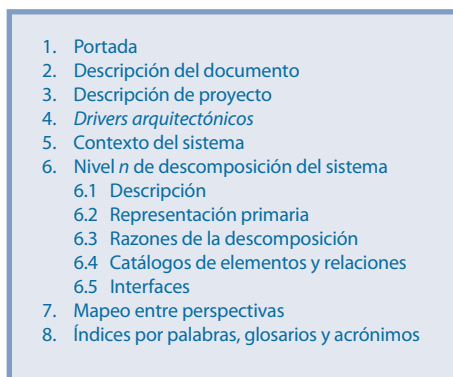 1. Portada
2. Descripción del documento
3. Descripción de proyecto
4. Drivers arquitectónicos
5. Contexto del sistema
6. Nivel n de descomposición del sistema
6.1 Descripción
6.2 Representación primaria
6.3 Razones de la descomposición
6.4 Catálogos de elementos y relaciones
6.5 Interfaces
7. Mapeo entre perspectivas
8. Índices por palabras, glosarios y acrónimos